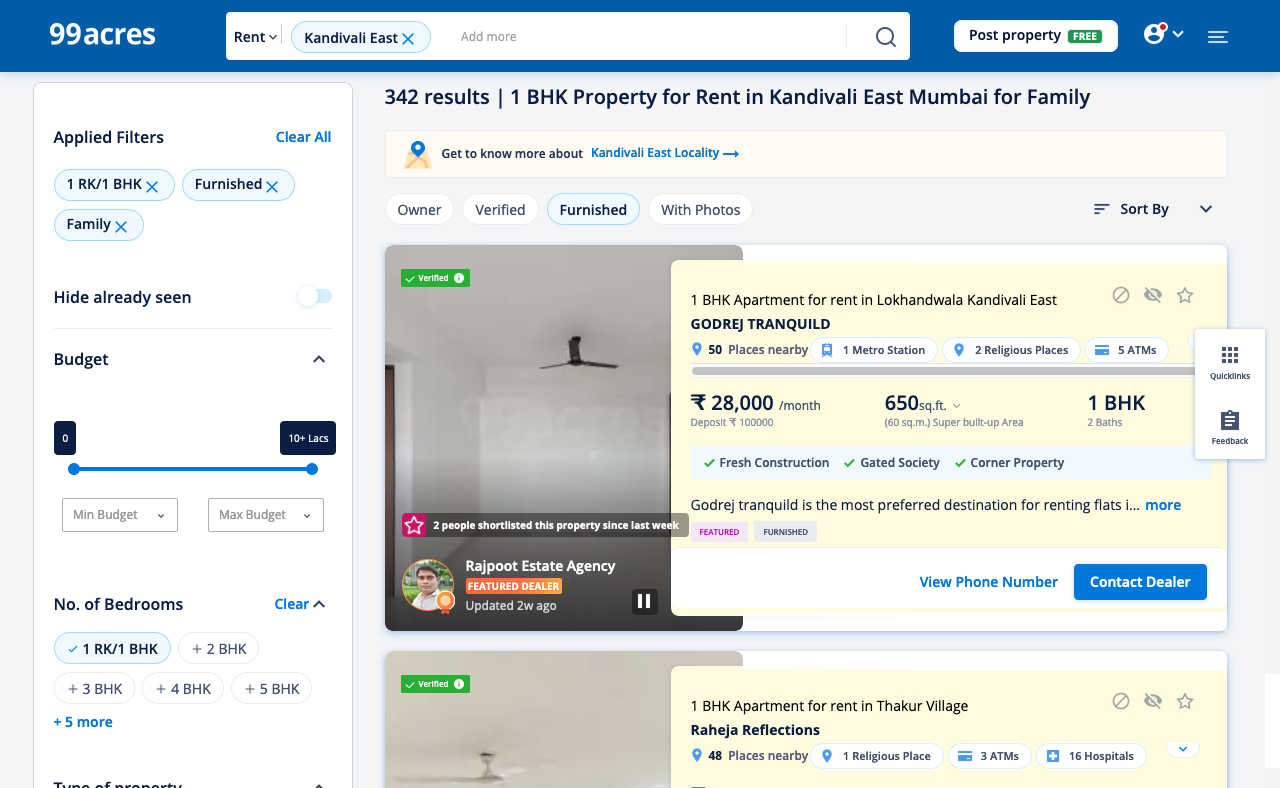 99acres
Rent
Kandivali East
Add more
Post property FREE
Applied Filters
Clear All
1 RK/1 BHK
Furnished
Family
Hide already seen
Budget
0
10+ Lacs
Min Budget
Max Budget
No. of Bedrooms
Clear
1 RK/1 BHK
+ 2 BHK
+ 3 BHK
+ 4 BHK
+ 5 BHK
+ 5 more
Type of property
342 results | 1 BHK Property for Rent in Kandivali East Mumbai for Family
Get to know more about Kandivali East Locality
Owner
Verified
Furnished
With Photos
Sort By
Verified
99acres
2 people shortlisted this property since last week
Rajpoot Estate Agency
FEATURED DEALER
Updated 2w ago
1 BHK Apartment for rent in Lokhandwala Kandivali East
GODREJ TRANQUILD
50 Places nearby
1 Metro Station
2 Religious Places
5 ATMs
₹ 28,000 /month
Deposit ₹ 100000
650sq.ft.
(60 sq.m.) Super built-up Area
1 BHK
2 Baths
Fresh Construction
Gated Society
Corner Property
Godrej tranquild is the most preferred destination for renting flats i... more
FEATURED
FURNISHED
View Phone Number
Contact Dealer
Quicklinks
Feedback
Verified
1 BHK Apartment for rent in Thakur Village
Raheja Reflections
48 Places nearby
1 Religious Place
3 ATMs
16 Hospitals